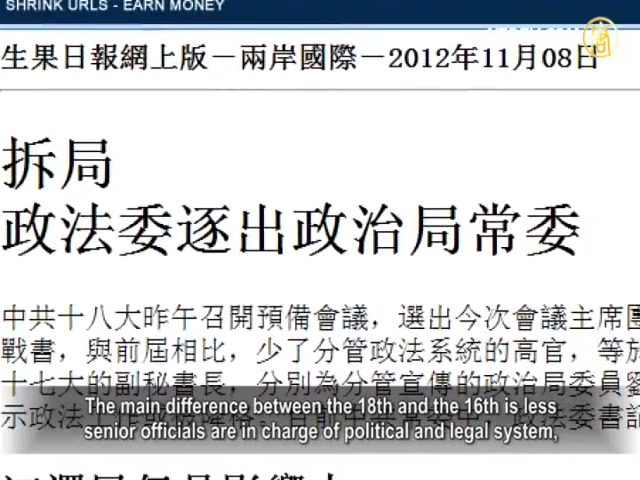 SHRINK URLS - EARN MONEY
生果日報網上版－兩岸國際－2012年11月08日
拆局
政法委逐出政治局常委
中共十八大昨午召開預備會議，選出今次會議主席團
戰書，與前屆相比，少了分管政法系統的高官，等於
十七大的副秘書長，分別為分管宣傳的政治局委員劉
The main difference between the 18th and the 16th is less
senior officials are in charge of political and legal system,